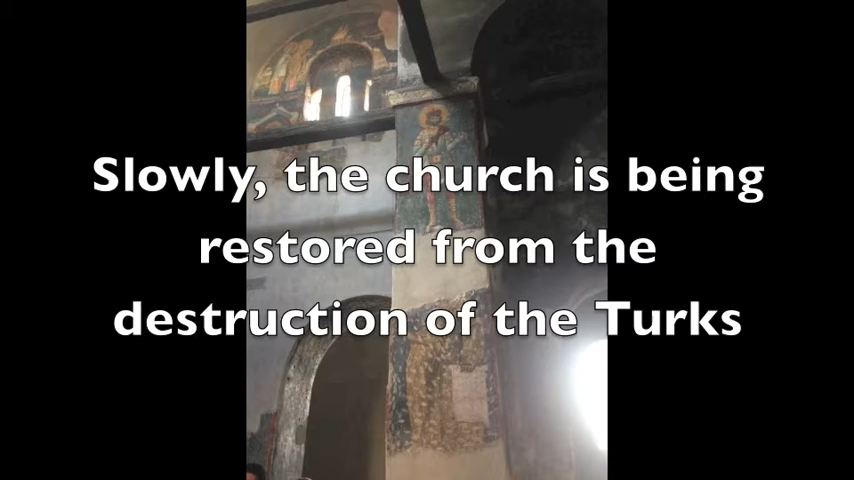 Slowly, the church is being
restored from the
destruction of the Turks